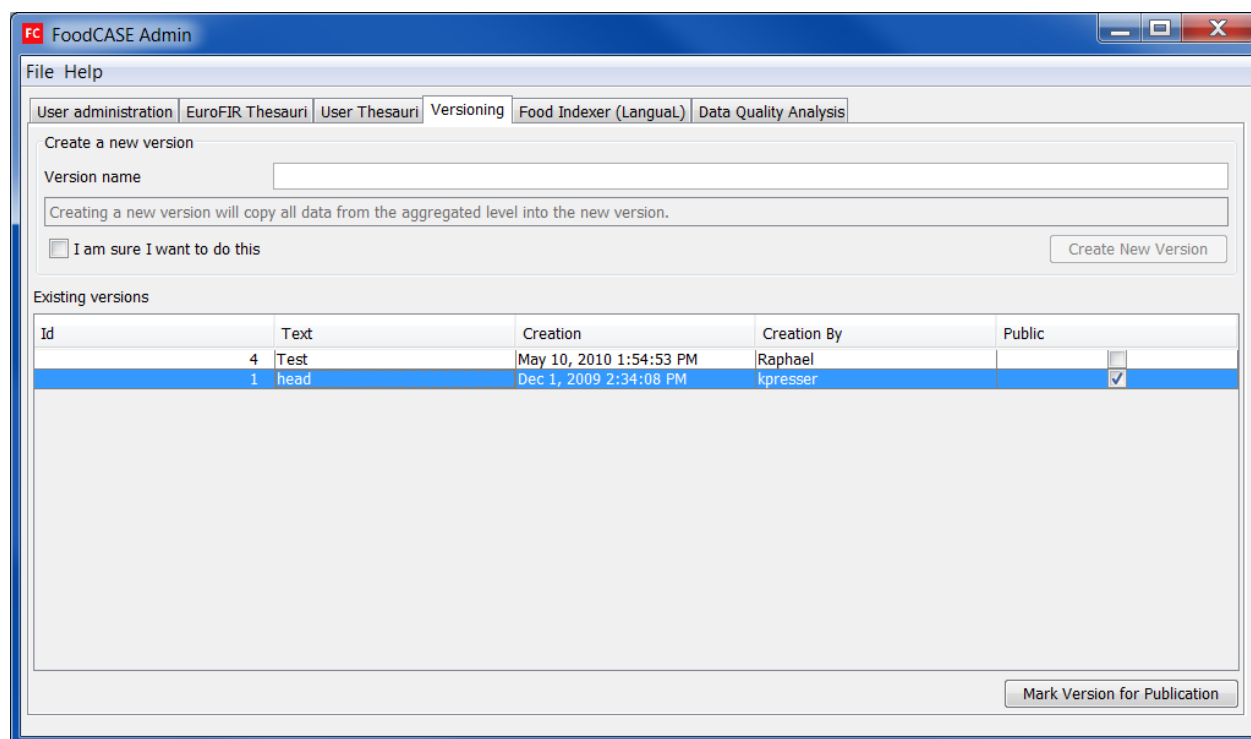 FC FoodCASE Admin
File Help
User administration EuroFIR Thesauri User Thesauri Versioning Food Indexer (LanguaL) Data Quality Analysis
Create a new version
Version name
Creating a new version will copy all data from the aggregated level into the new version.
I am sure I want to do this Create New Version
Existing versions
Id Text Creation Creation By Public
4 Test May 10, 2010 1:54:53 PM Raphael
1 head Dec 1, 2009 2:34:08 PM kpresser
Mark Version for Publication